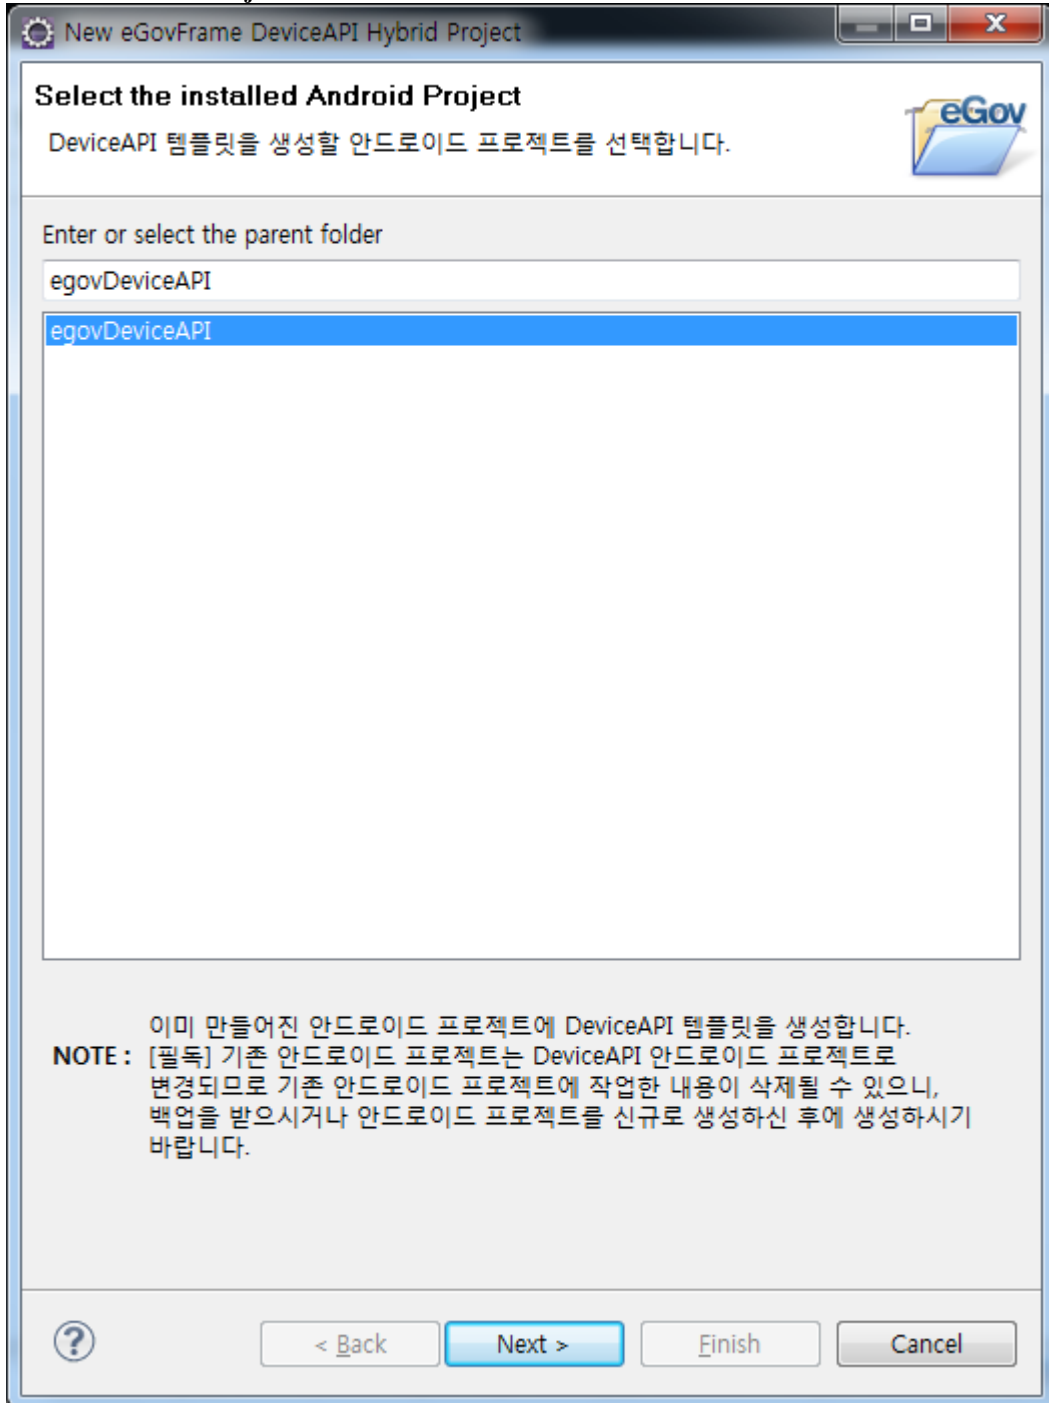 New eGovFrame DeviceAPI Hybrid Project
Select the installed Android Project
DeviceAPI 템플릿을 생성할 안드로이드 프로젝트를 선택합니다.
eGov
Enter or select the parent folder
egovDeviceAPI
egovDeviceAPI
이미 만들어진 안드로이드 프로젝트에 DeviceAPI 템플릿을 생성합니다.
NOTE : [필독] 기존 안드로이드 프로젝트는 DeviceAPI 안드로이드 프로젝트로
변경되므로 기존 안드로이드 프로젝트에 작업한 내용이 삭제될 수 있으니,
백업을 받으시거나 안드로이드 프로젝트를 신규로 생성하신 후에 생성하시기
바랍니다.
? < Back Next > Finish Cancel